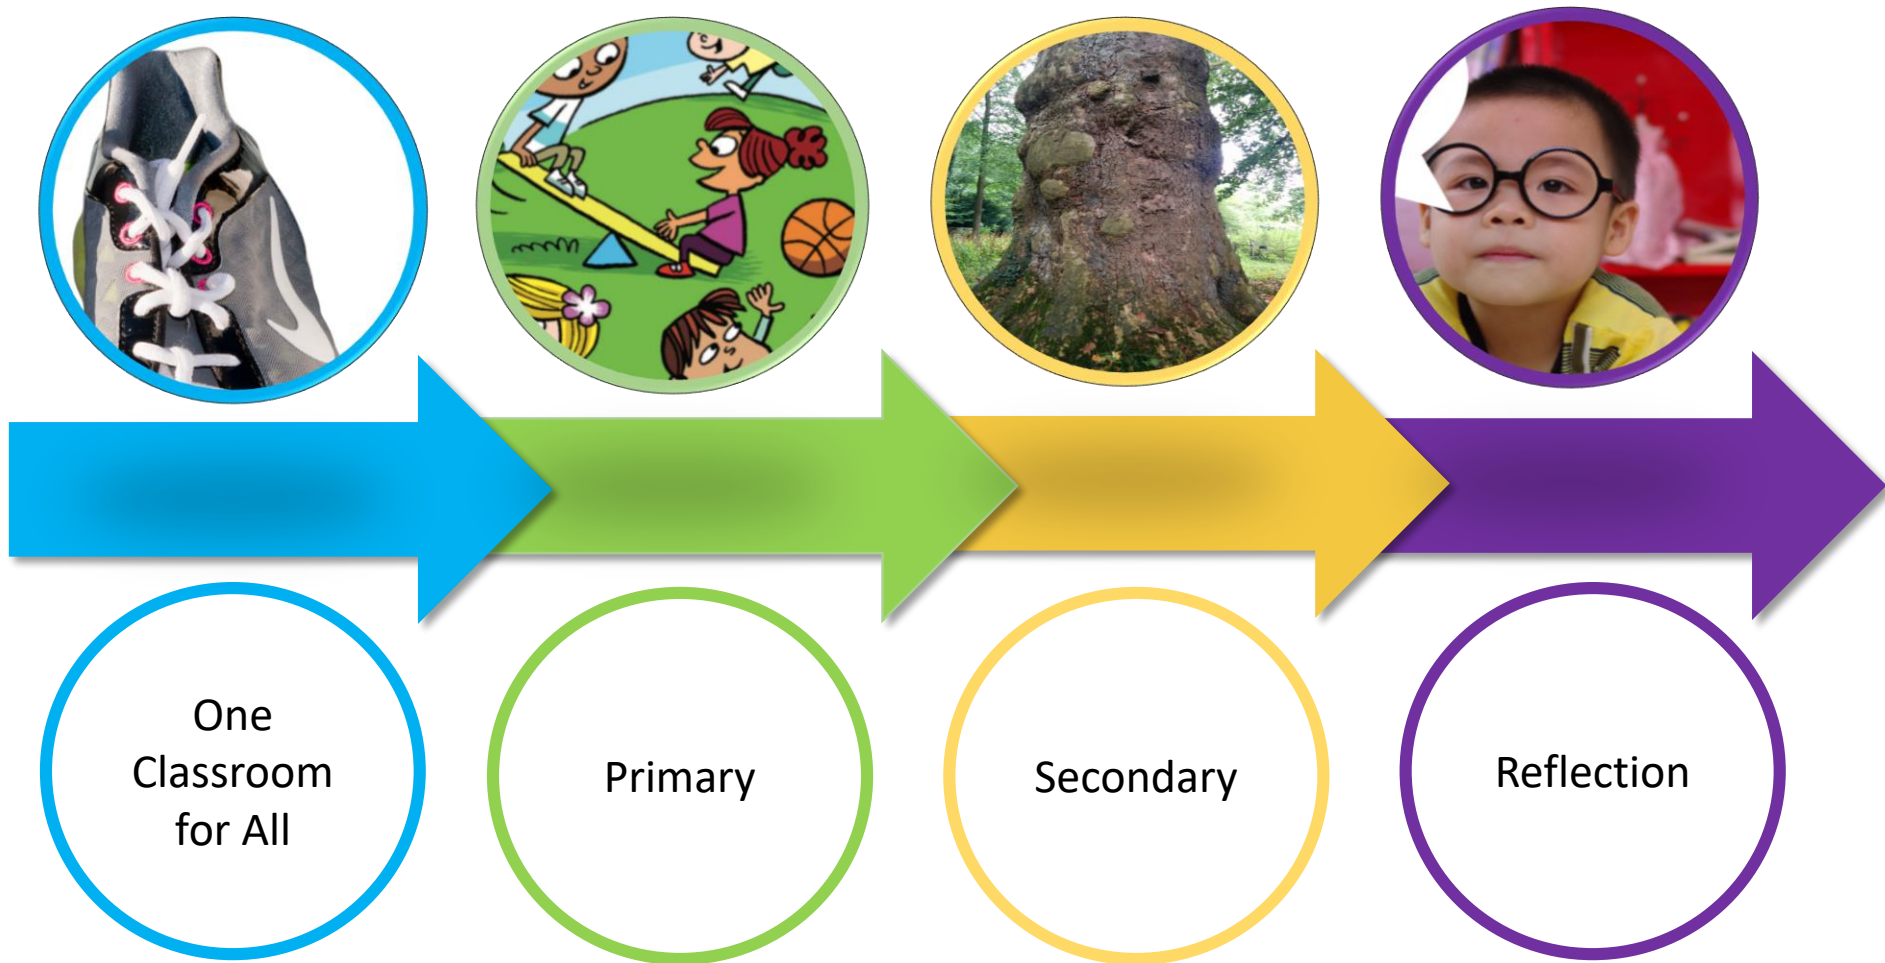 One
Classroom
for All
Primary
Secondary
Reflection